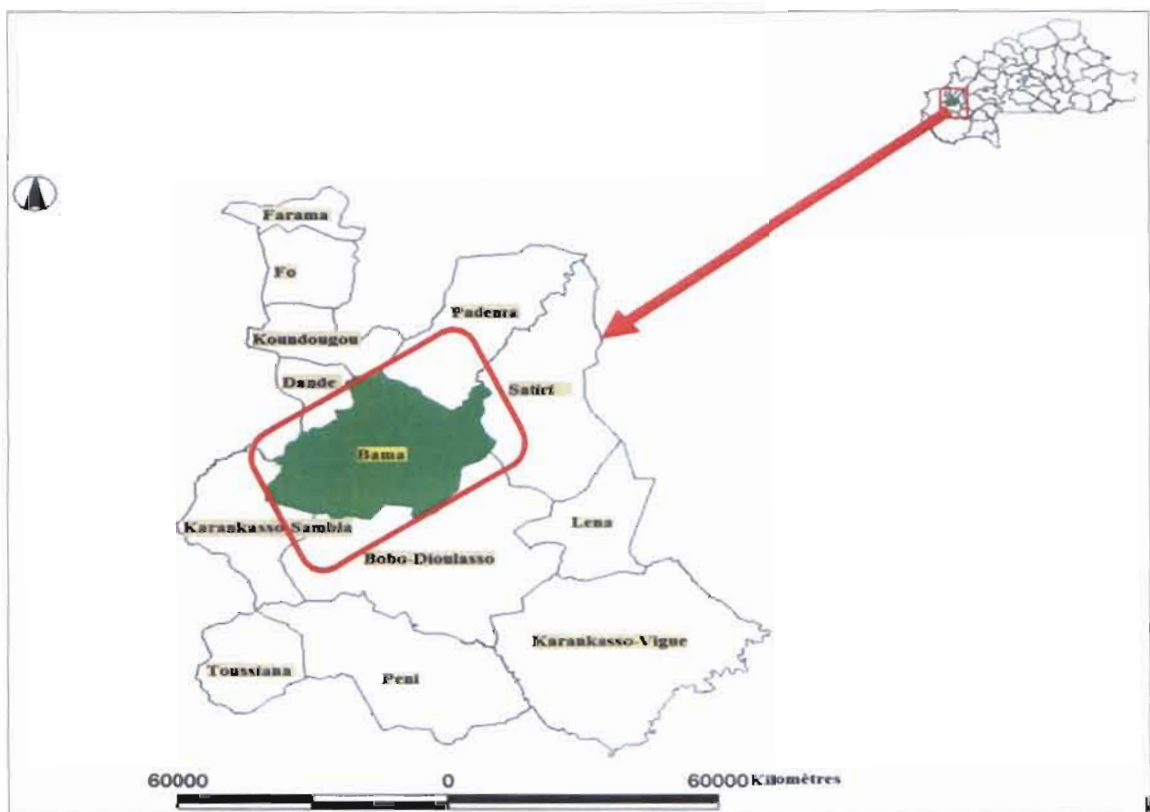 Farama
Fo
Padema
Koundougou
Dande
Satiri
Bama
Karankasso-Sambla
Lena
Bobo-Dioulasso
Karankasso-Vigue
Toussiana
Peni
60000 0 60000 Kilomètres